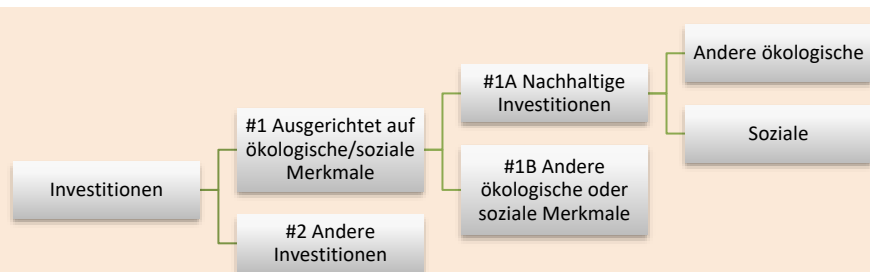 Investitionen
#1 Ausgerichtet auf
ökologische/soziale
Merkmale
#2 Andere
Investitionen
#1A Nachhaltige
Investitionen
#1B Andere
ökologische oder
soziale Merkmale
Andere ökologische
Soziale